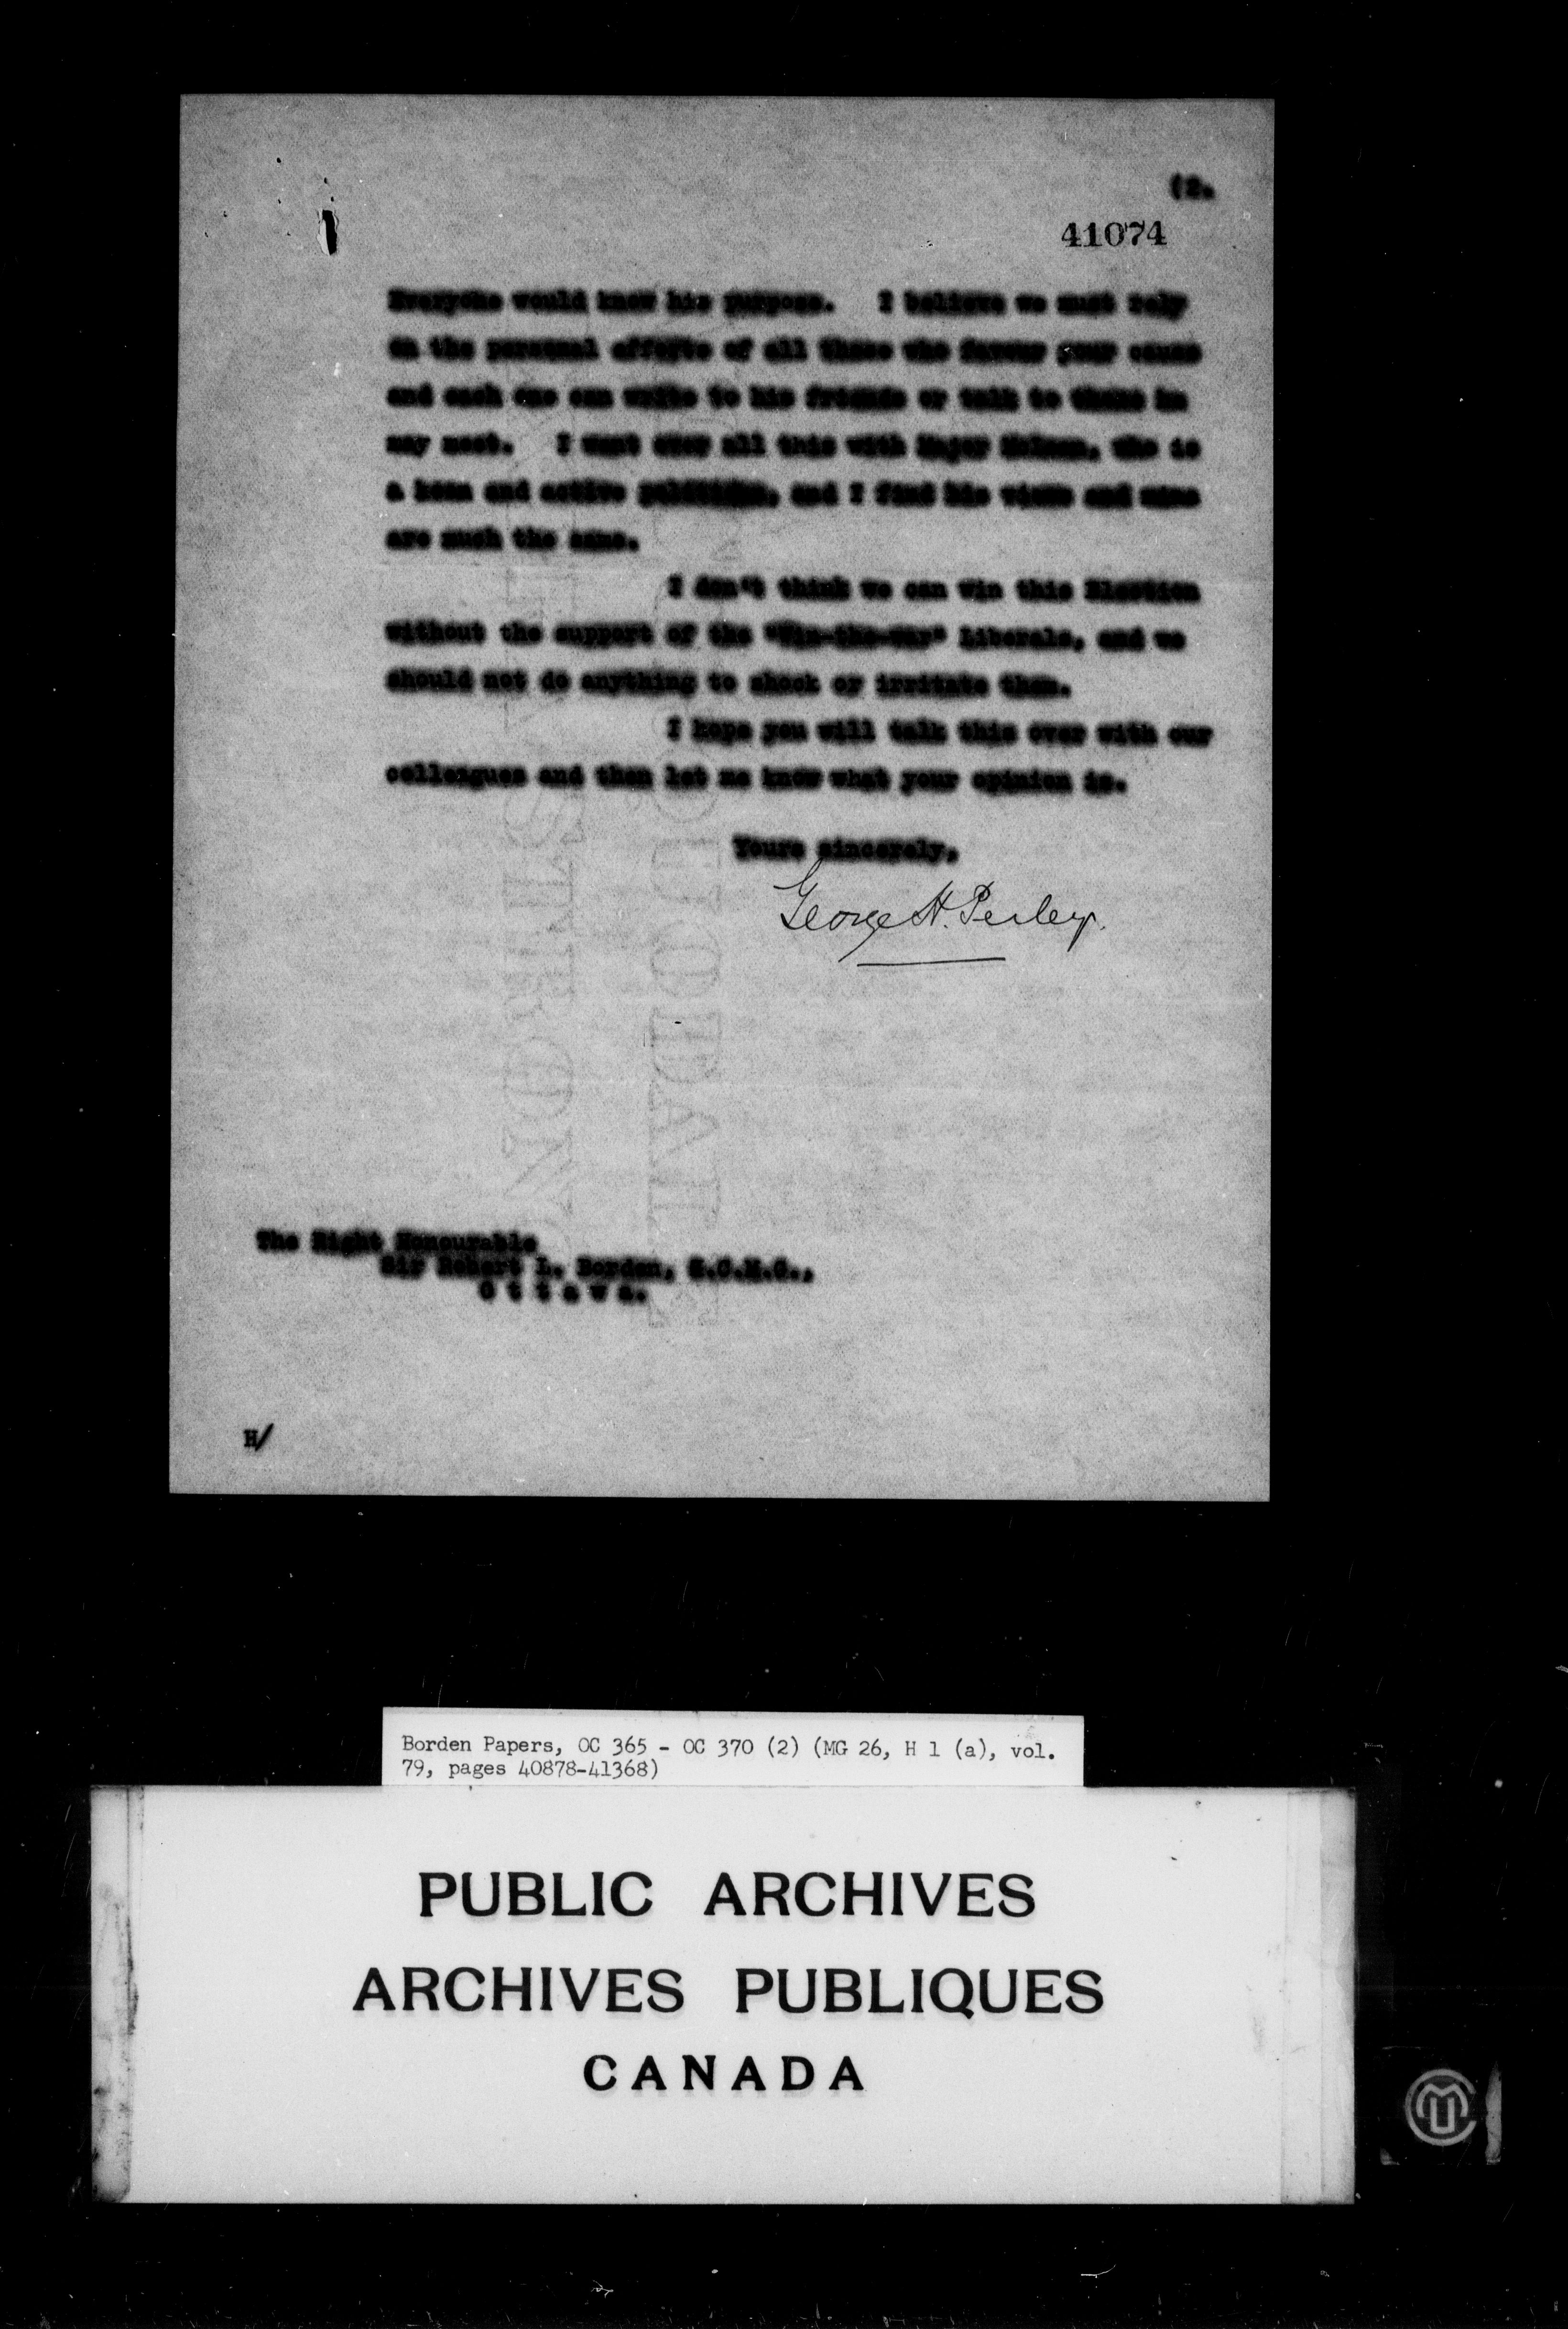 (2.
41074
Everyone would know his purpose. I believe we must rely
on the personal efforts of all those who favour your cause
and each one can write to his friends or talk to those he
may meet. I went over all this with Major, who is
a keen and active politician, and I find his views and mine
are much the same.
I don't think we can win this Election
without the support of the "Win-the-war" Liberals, and we
should not do anything to shock or irritate them.
I hope you will talk this over with our
colleagues and then let me know what your opinion is.
Yours sincerely,
George H. Perley.
The Right Honourable
Sir Robert L. Borden, G.C.M.G.,
O t t a w a.
H/
Borden Papers, OC 365 - OC 370 (2) (MG 26, H 1 (a), vol.
79, pages 40878-41368)
PUBLIC ARCHIVES
ARCHIVES PUBLIQUES
CANADA